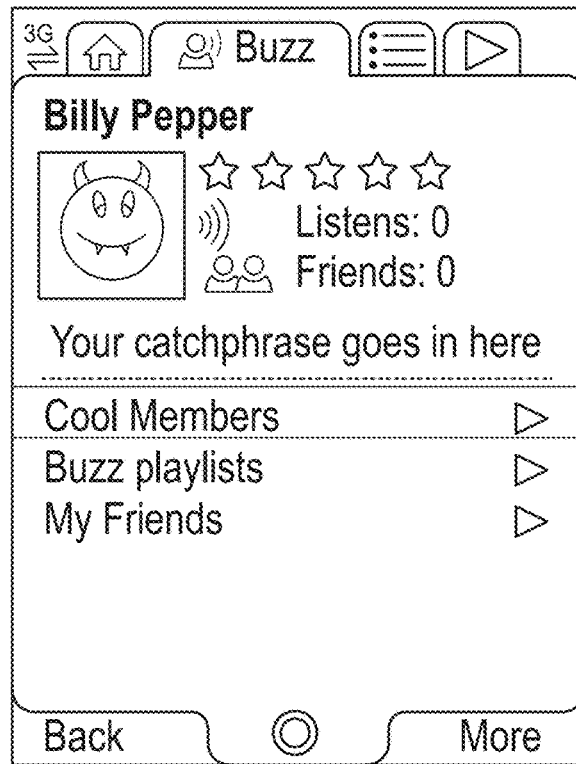 3G
Buzz
Billy Pepper
Listens: 0
Friends: 0
Your catchphrase goes in here
Cool Members
Buzz playlists
My Friends
Back
More